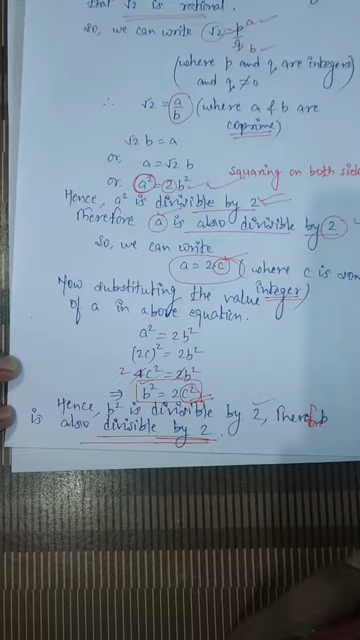 that √2 is rational.
So, we can write √2 = p/q a b
(where p and q are integers
and q ≠ 0
∴ √2 = a/b (where a & b are
coprime)
√2 b = a
or, a = √2 b
or, a² = 2b² squaring on both side
Hence, a² is divisible by 2
Therefore a is also divisible by 2
So, we can write
a = 2c (where c is
integer)
Now substituting the value
of a in above equation.
a² = 2b²
(2c)² = 2b²
2 4c² = 2b²
⇒ b² = 2c²
Hence, b² is divisible by 2, Therefore b
is also divisible by 2.